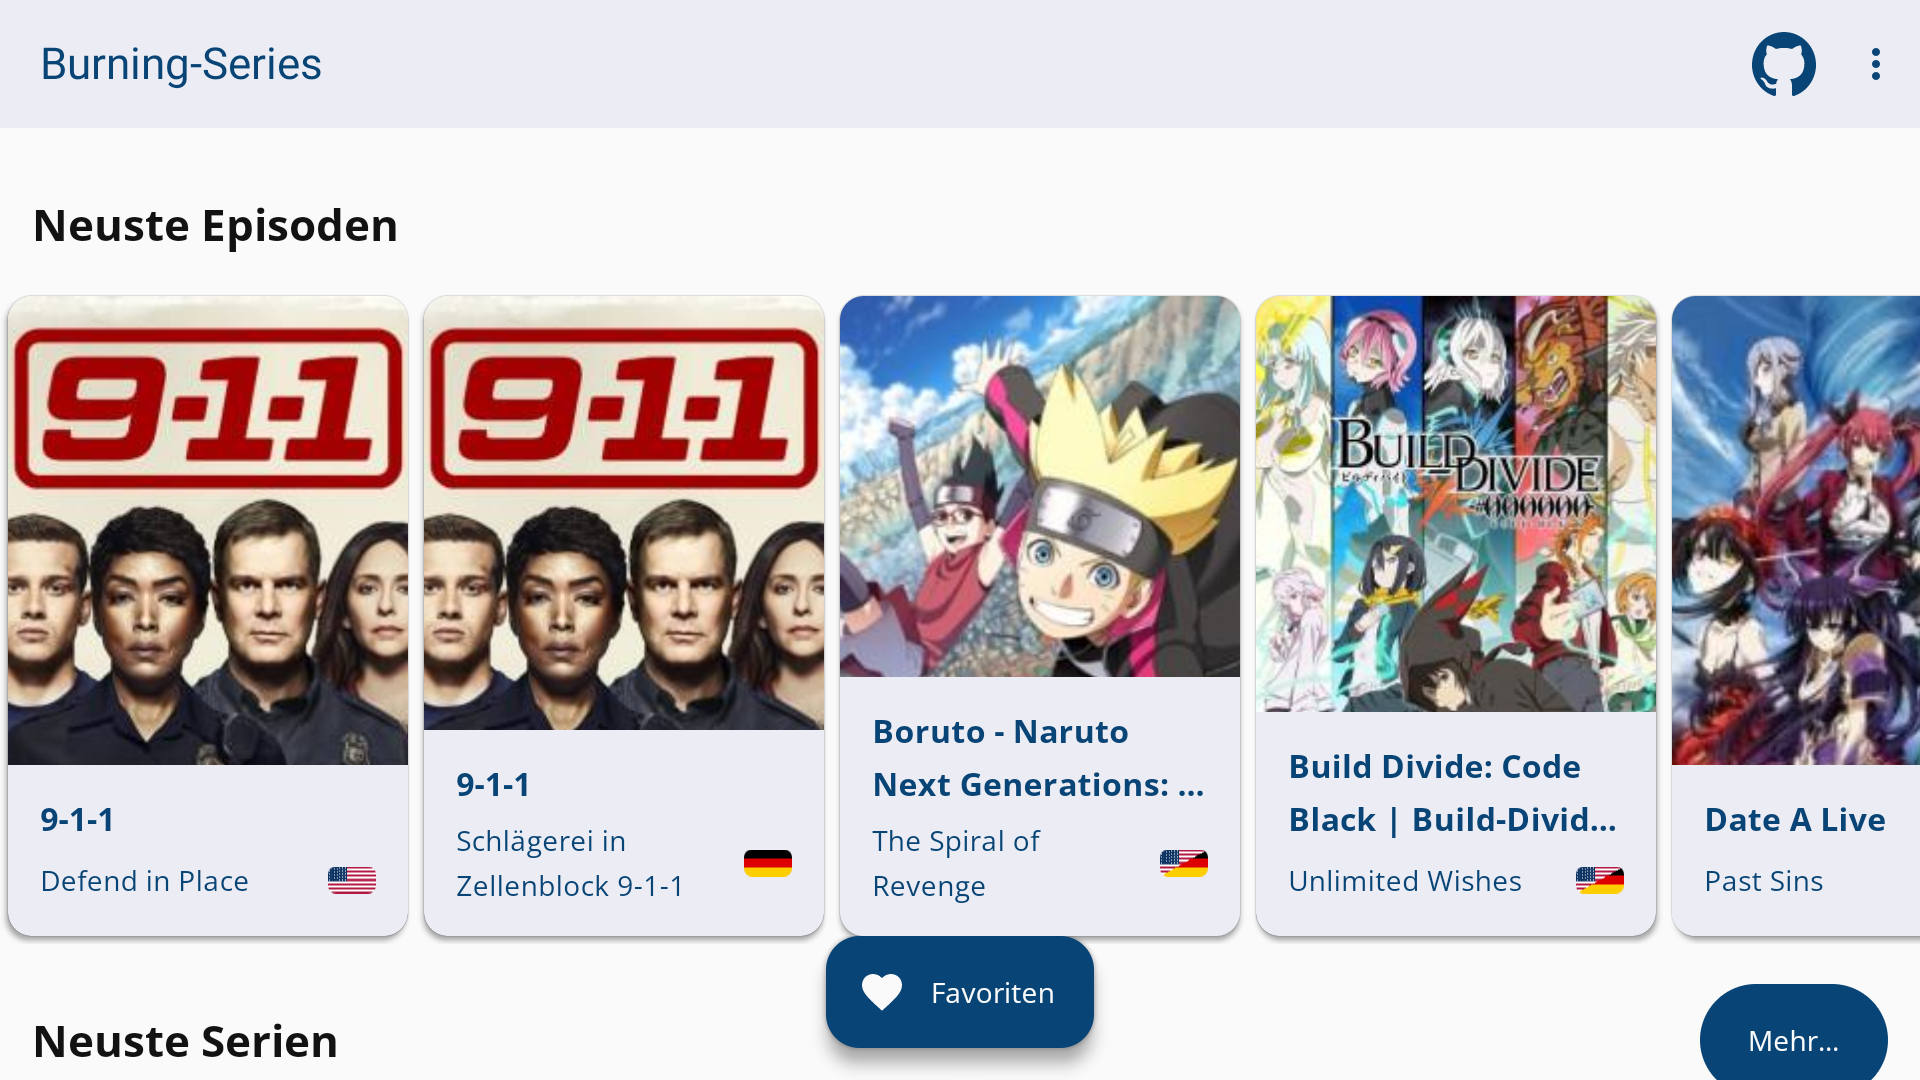 Burning-Series
Neuste Episoden
9-1-1
9-1-1
BUILD
DIVIDE
9-1-1
Defend in Place
9-1-1
Schlägerei in
Zellenblock 9-1-1
Boruto - Naruto
Next Generations: ...
The Spiral of
Revenge
Build Divide: Code
Black | Build-Divid...
Unlimited Wishes
Date A Live
Past Sins
Favoriten
Neuste Serien
Mehr...